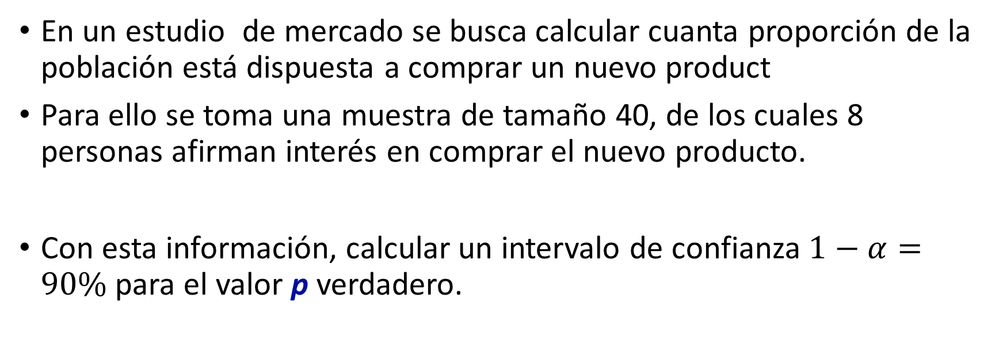 • En un estudio  de mercado se busca calcular cuanta proporción de la
población está dispuesta a comprar un nuevo product
• Para ello se toma una muestra de tamaño 40, de los cuales 8
personas afirman interés en comprar el nuevo producto.
• Con esta información, calcular un intervalo de confianza 1 − α =
90% para el valor p verdadero.